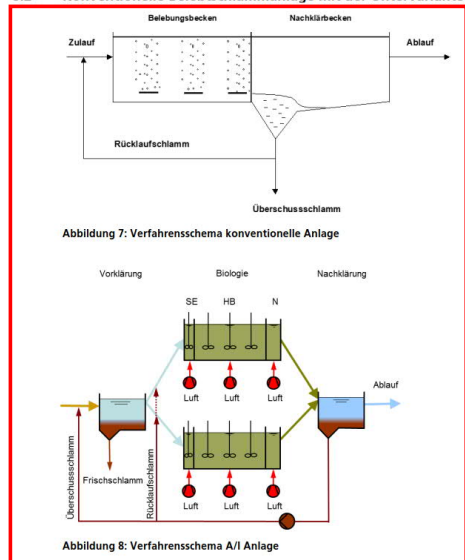 Belebungsbecken Nachklärbecken
Zulauf Ablauf
Rücklaufschlamm
Überschussschlamm
Abbildung 7: Verfahrensschema konventionelle Anlage
Vorklärung Biologie Nachklärung
SE HB N
Luft Luft Luft
Ablauf
Frischschlamm
Überschussschlamm
Rücklaufschlamm
Luft Luft Luft
Abbildung 8: Verfahrensschema A/I Anlage